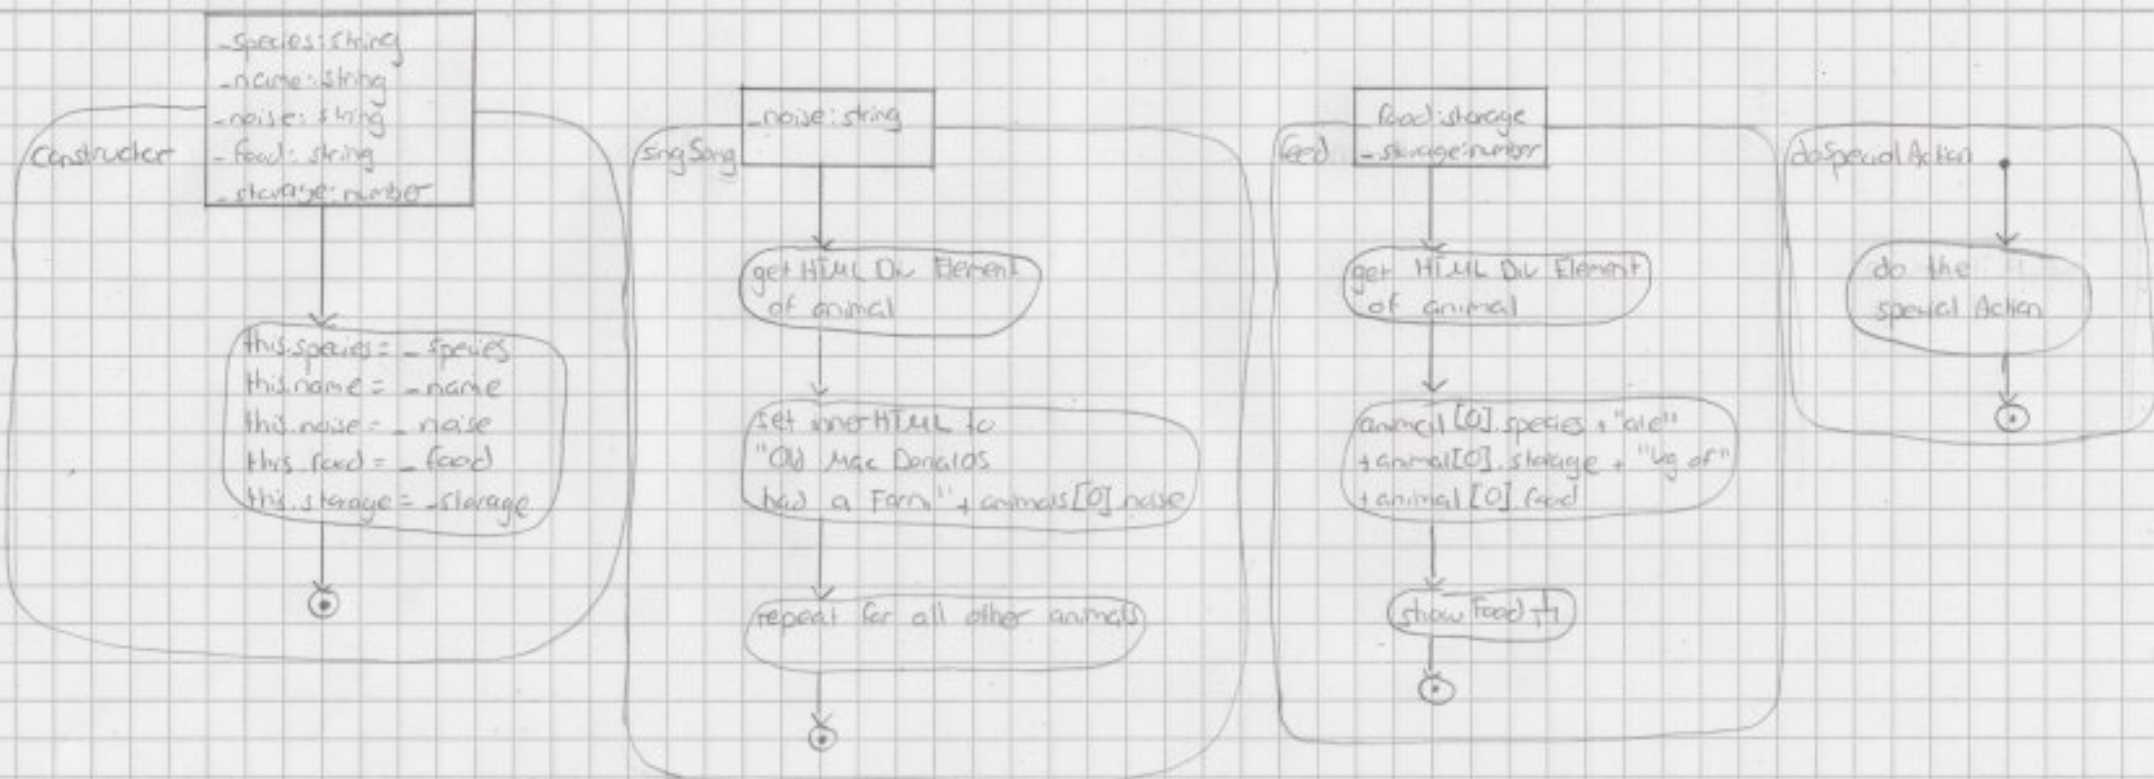 Constructer
_species: string
_name: string
_noise: string
_food: string
_storage: number
this.species = _species
this.name = _name
this.noise = _noise
this.food = _food
this.storage = _storage
singSong
_noise: string
get HTML Div Element
of animal
set innerHTML to
"Old Mac Donalds
had a Farm" + animals[0].noise
repeat for all other animals
feed
food: storage
_storage: number
get HTML Div Element
of animal
animal[0].species + "ate"
+ animal[0].storage + "kg of"
+ animal[0].food
show Food
doSpecialAction
do the
special Action